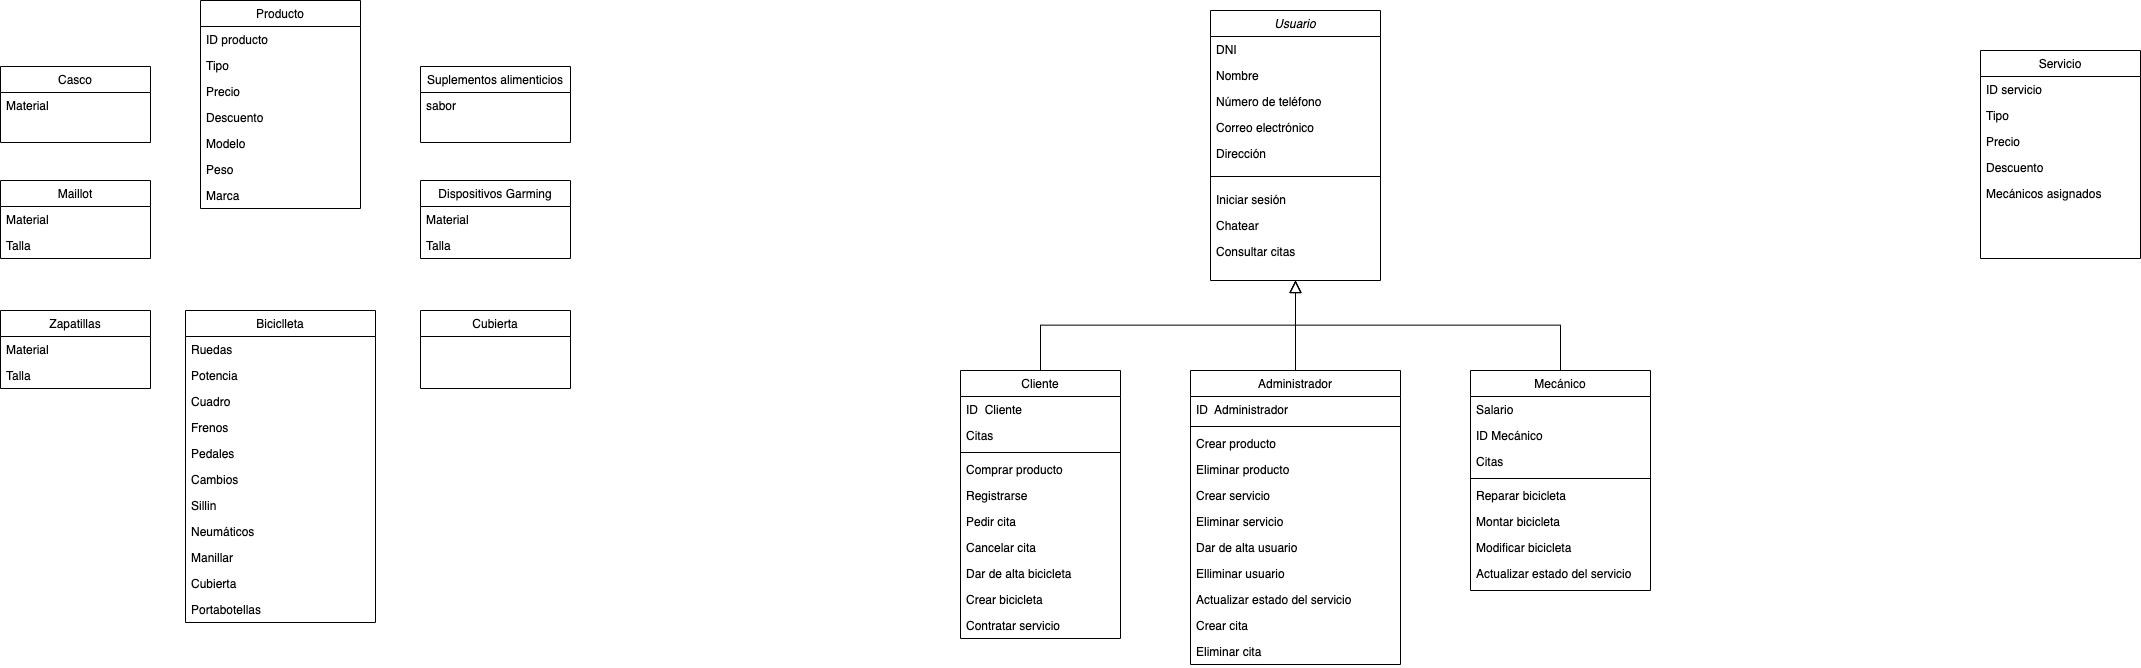 Producto
ID producto
Tipo
Precio
Descuento
Modelo
Peso
Marca
Casco
Material
Suplementos alimenticios
sabor
Maillot
Material
Talla
Dispositivos Garming
Material
Talla
Zapatillas
Material
Talla
Biciclleta
Ruedas
Potencia
Cuadro
Frenos
Pedales
Cambios
Sillin
Neumáticos
Manillar
Cubierta
Portabotellas
Cubierta
Usuario
DNI
Nombre
Número de teléfono
Correo electrónico
Dirección
Iniciar sesión
Chatear
Consultar citas
Cliente
ID Cliente
Citas
Comprar producto
Registrarse
Pedir cita
Cancelar cita
Dar de alta bicicleta
Crear bicicleta
Contratar servicio
Administrador
ID Administrador
Crear producto
Eliminar producto
Crear servicio
Eliminar servicio
Dar de alta usuario
Elliminar usuario
Actualizar estado del servicio
Crear cita
Eliminar cita
Mecánico
Salario
ID Mecánico
Citas
Reparar bicicleta
Montar bicicleta
Modificar bicicleta
Actualizar estado del servicio
Servicio
ID servicio
Tipo
Precio
Descuento
Mecánicos asignados